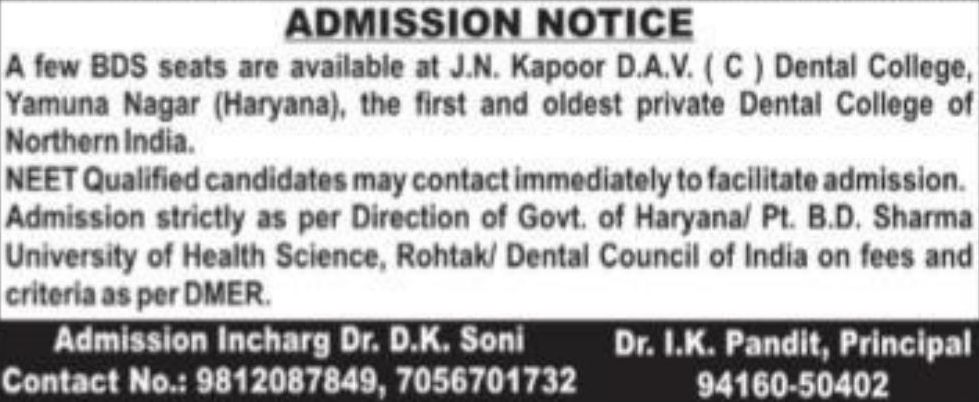 ADMISSION NOTICE
A few BDS seats are available at J.N. Kapoor D.A.V. ( C ) Dental College,
Yamuna Nagar (Haryana), the first and oldest private Dental College of
Northern India.
NEET Qualified candidates may contact immediately to facilitate admission.
Admission strictly as per Direction of Govt. of Haryana/ Pt. B.D. Sharma
University of Health Science, Rohtak/ Dental Council of India on fees and
criteria as per DMER.
Admission Incharg Dr. D.K. Soni
Contact No.: 9812087849, 7056701732
Dr. I.K. Pandit, Principal
94160-50402